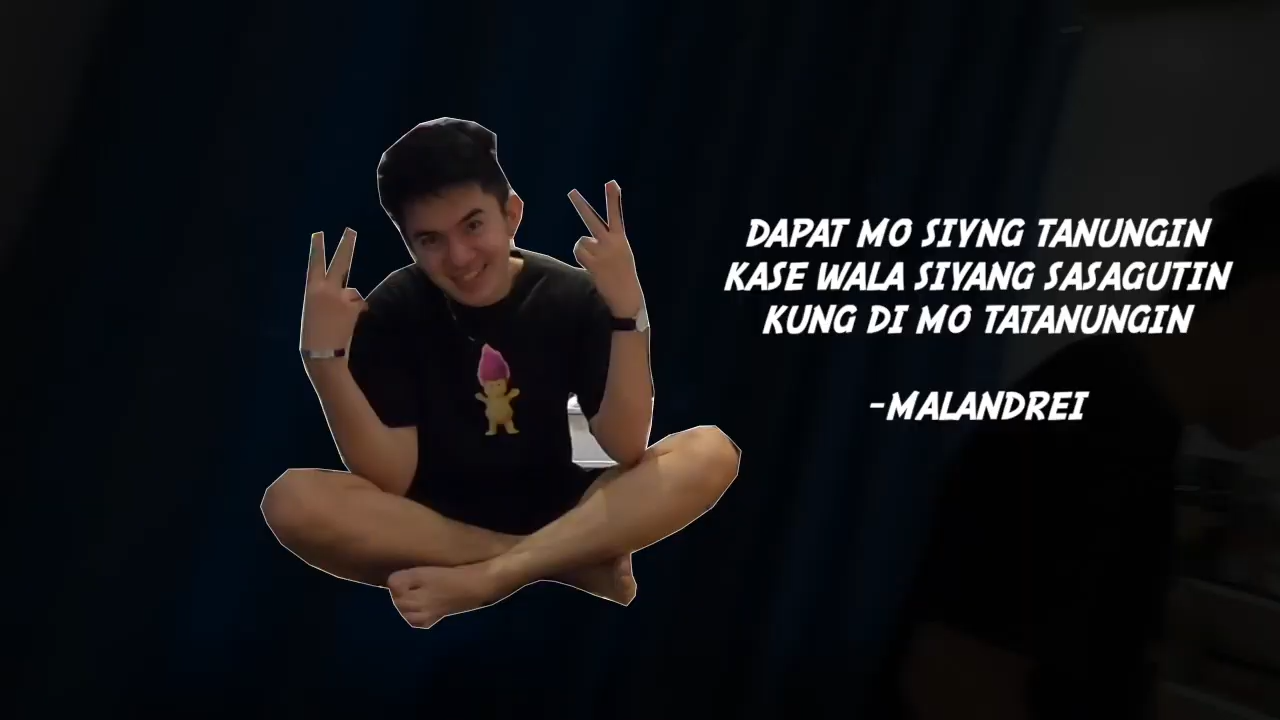 DAPAT MO SIYNG TANUNGIN
KASE WALA SIYANG SASAGUTIN
KUNG DI MO TATANUNGIN
-MALANDREI